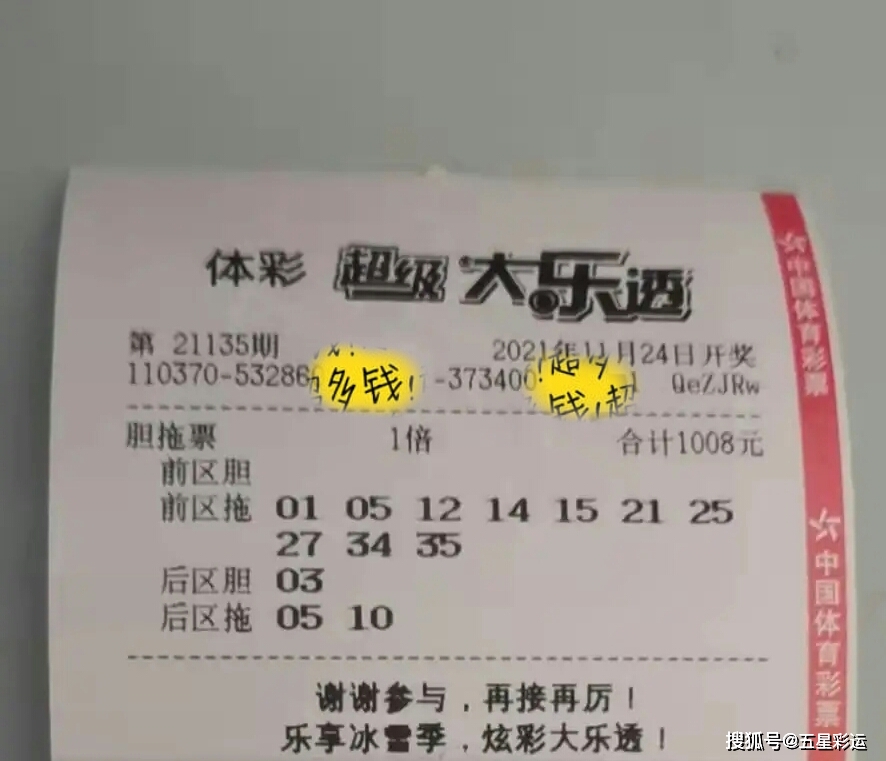 体彩 超级大乐透
第 21135期 2021年11月24日开奖
110370-53286 多钱! -373400 !超多 QeZJRw
钱!超
胆拖票 1倍 合计1008元
前区胆
前区拖 01 05 12 14 15 21 25
27 34 35
后区胆 03
后区拖 05 10
谢谢参与,再接再厉!
乐享冰雪季,炫彩大乐透!
中国体育彩票
中国体育彩票
搜狐号@五星彩运